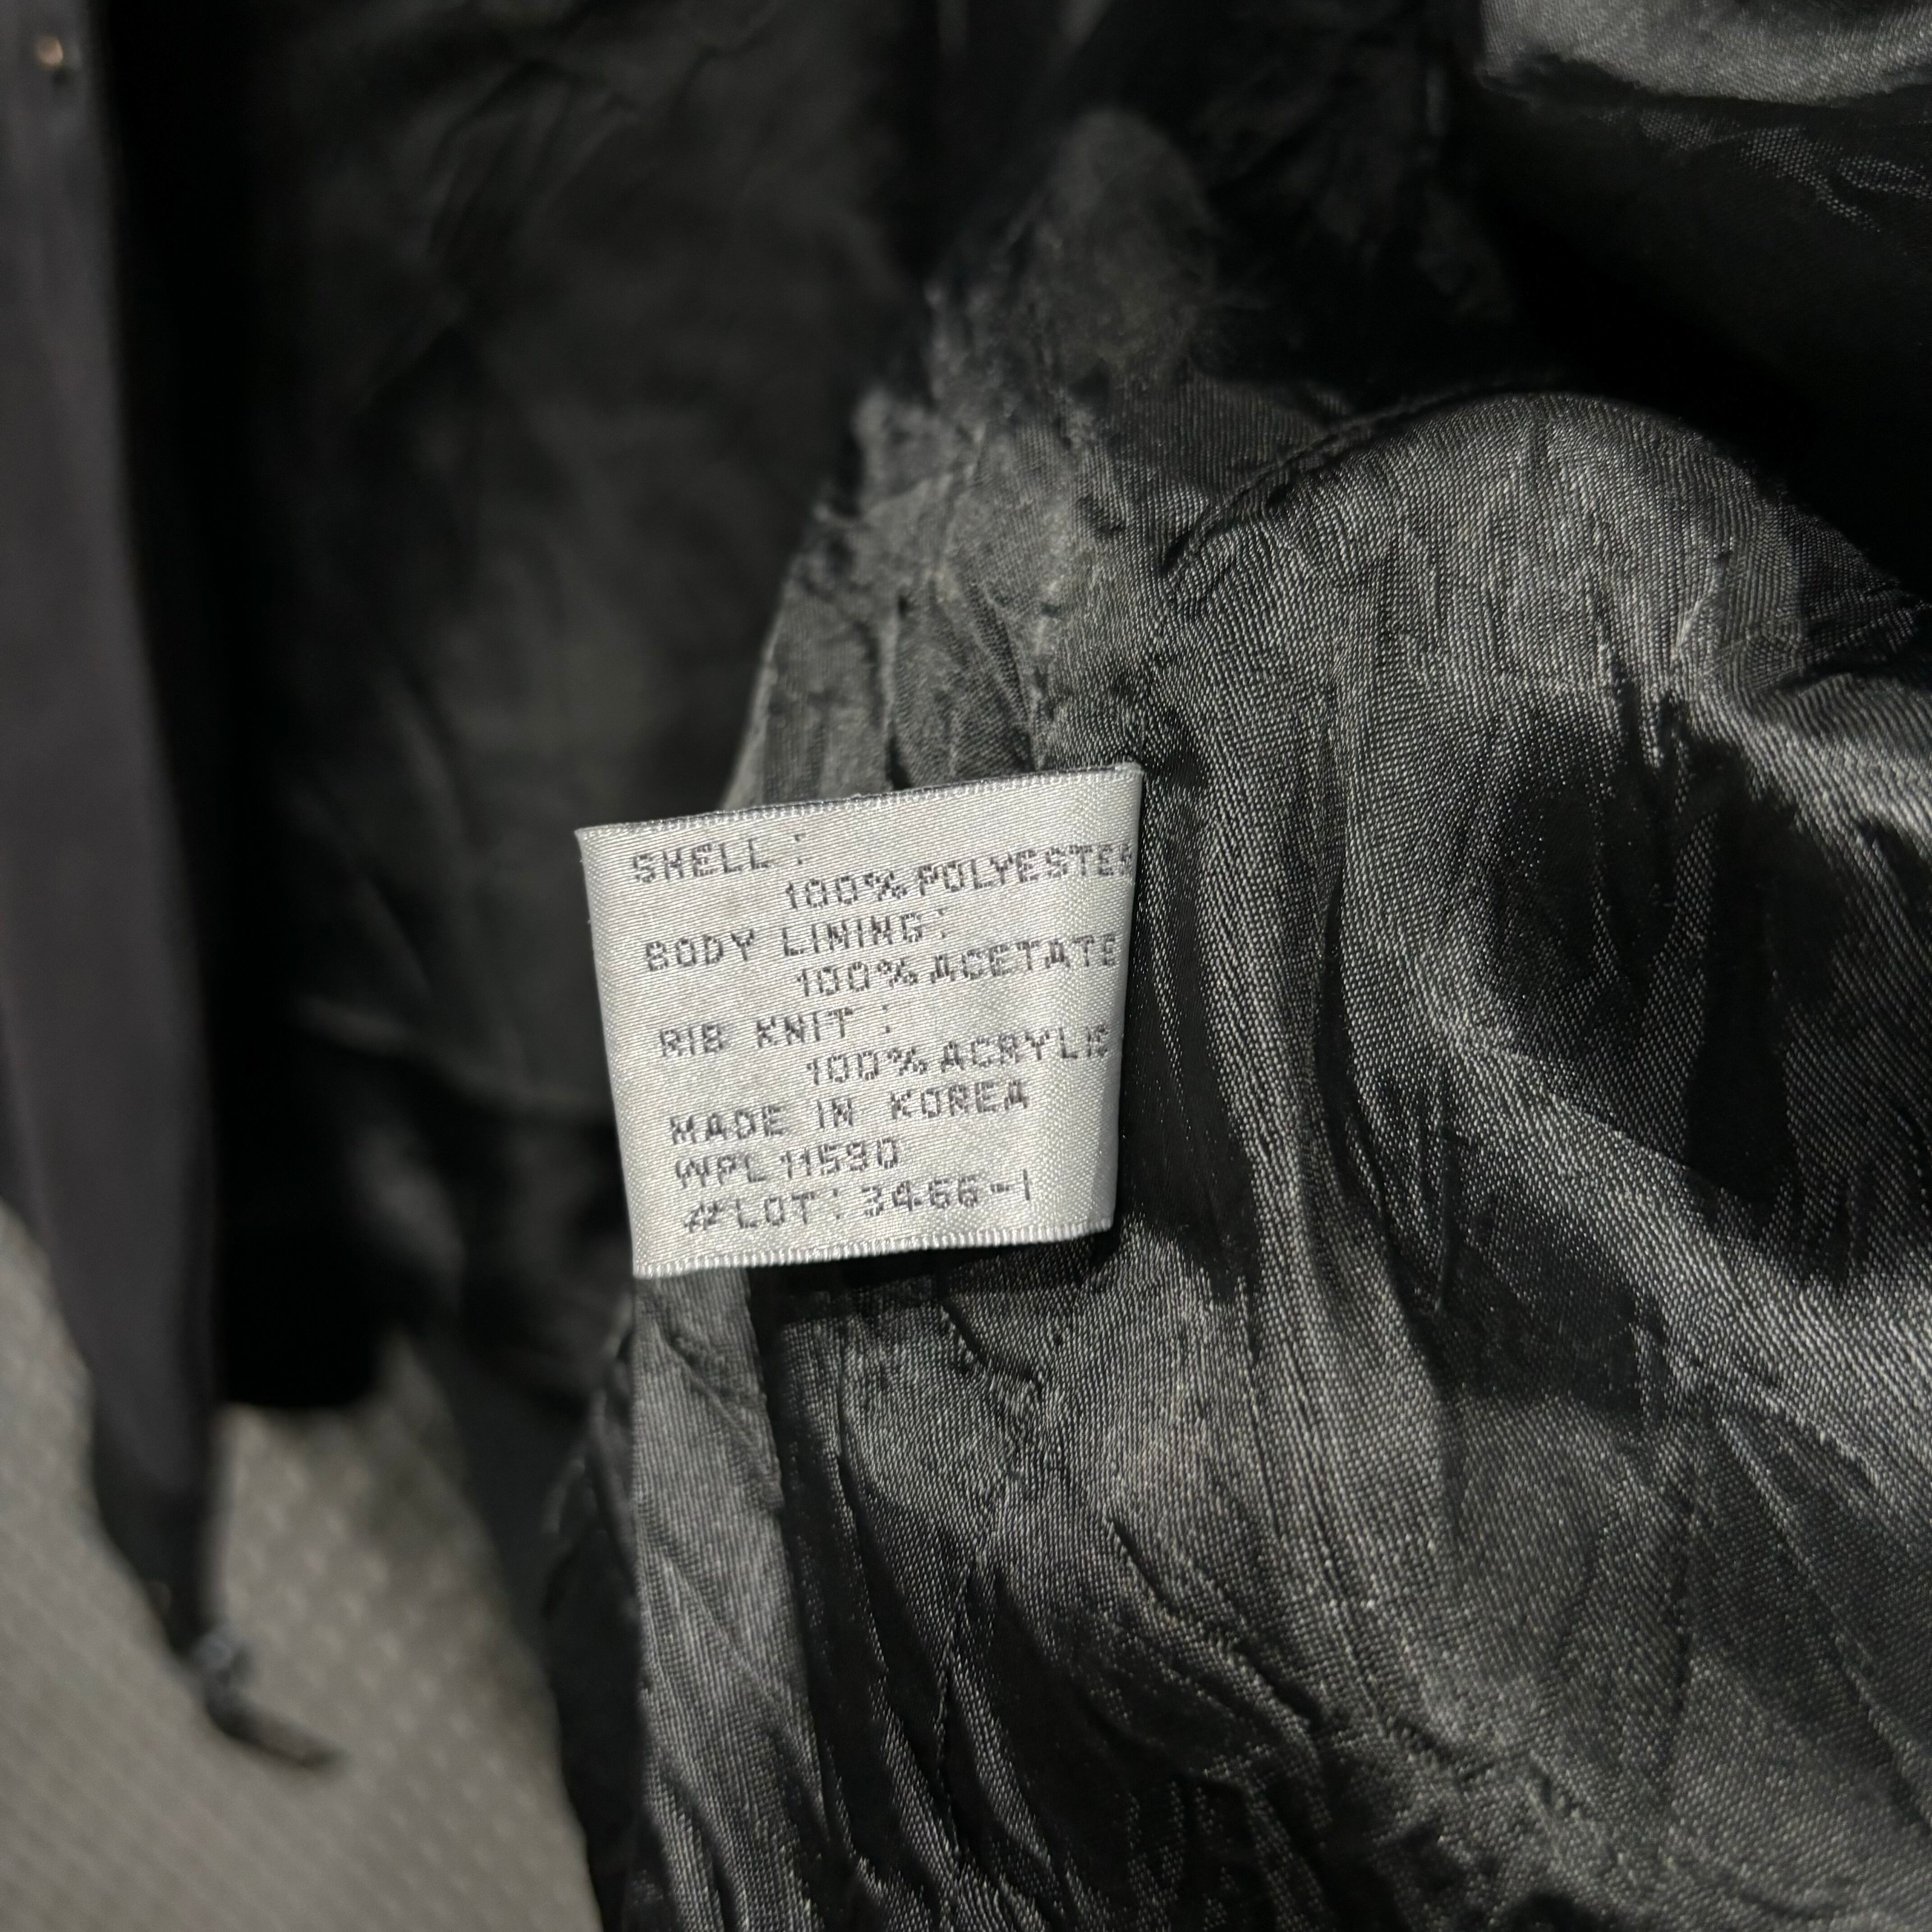 SHELL :
100% POLYESTER
BODY LINING :
100% ACETATE
RIB KNIT :
100% ACRYLIC
MADE IN KOREA
WPL 11590
#LOT : 3466-1